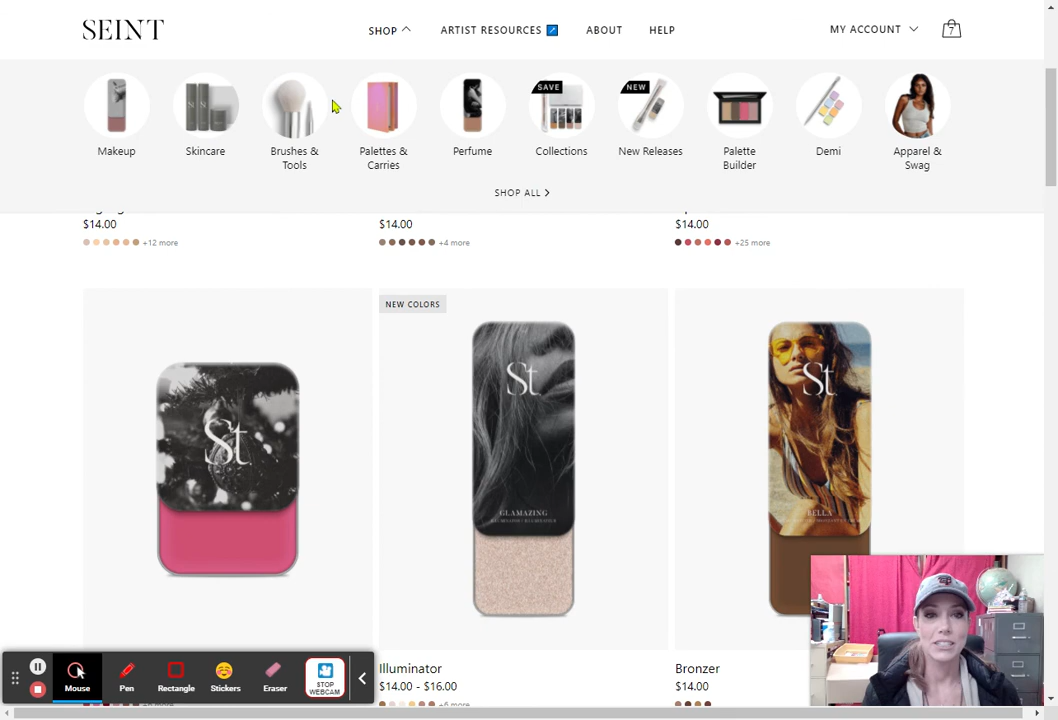 SEINT
SHOP
ARTIST RESOURCES
ABOUT
HELP
MY ACCOUNT
7
SAVE
NEW
Makeup
Skincare
Brushes &
Tools
Palettes &
Carries
Perfume
Collections
New Releases
Palette
Builder
Demi
Apparel &
Swag
SHOP ALL
$14.00
$14.00
$14.00
+12 more
+4 more
+25 more
NEW COLORS
St
St
St
GLAMAZING
BELLA
Illuminator
Bronzer
$14.00 - $16.00
$14.00
+6 more
Mouse
Pen
Rectangle
Stickers
Eraser
STOP
WEBCAM